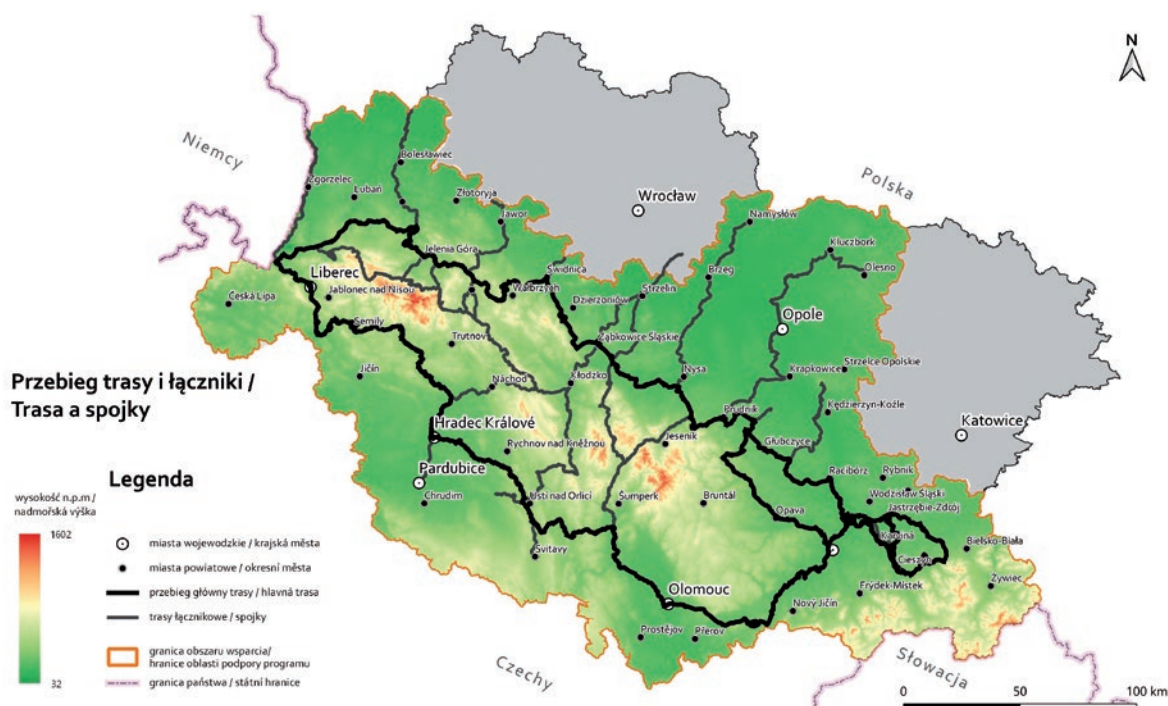 N
Niemcy
Polska
Bolesławiec
Zgorzelec
Lubań
Złotoryja
Jawor
Wrocław
Namysłów
Jelenia Góra
Kluczbork
Olesno
Świdnica
Liberec
Jablonec nad Nisou
Wałbrzych
Brzeg
Strzelin
Dzierżoniów
Česká Lipa
Semily
Opole
Trutnov
Ząbkowice Śląskie
Przebieg trasy i łączniki /
Trasa a spojky
Jičín
Náchod
Kłodzko
Nysa
Krapkowice
Strzelce Opolskie
Kędzierzyn-Koźle
Prudnik
Hradec Králové
Rychnov nad Kněžnou
Jesenik
Głubczyce
Katowice
Pardubice
Chrudim
Ústí nad Orlicí
Šumperk
Bruntál
Racibórz
Rybnik
Wodzisław Śląski
Jastrzębie-Zdrój
Opava
Karviná
Cieszyn
Bielsko-Biała
Svitavy
Olomouc
Frýdek-Místek
Żywiec
Nový Jičín
Prostějov
Přerov
Czechy
Słowacja
Legenda
wysokość n.p.m /
nadmořská výška
1602
32
miasta wojewodzkie / krajská města
miasta powiatowe / okresní města
przebieg główny trasy / hlavná trasa
trasy łącznikowe / spojky
granica obszaru wsparcia/
hranice oblasti podpory programu
granica państwa / státní hranice
0 50 100 km